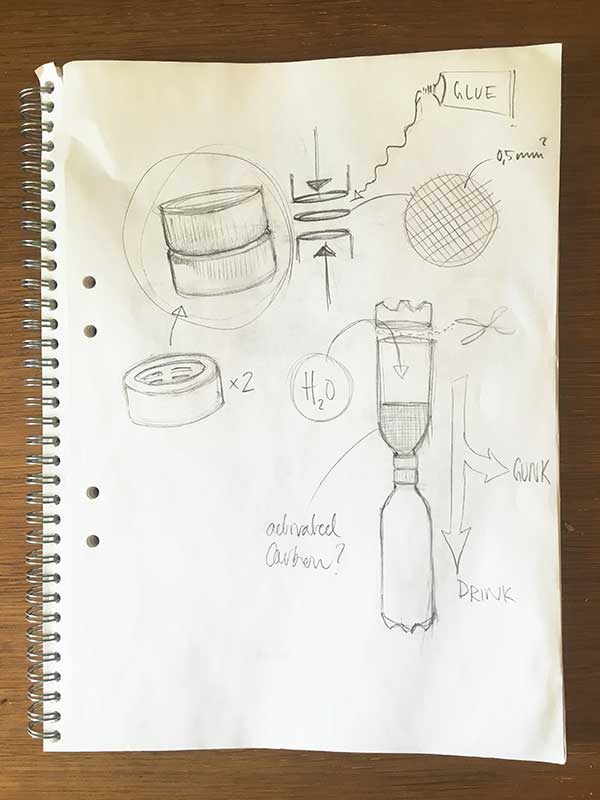 GLUE
0,5mm²
×2
H₂O
GUNK
activated
Carbon?
DRINK